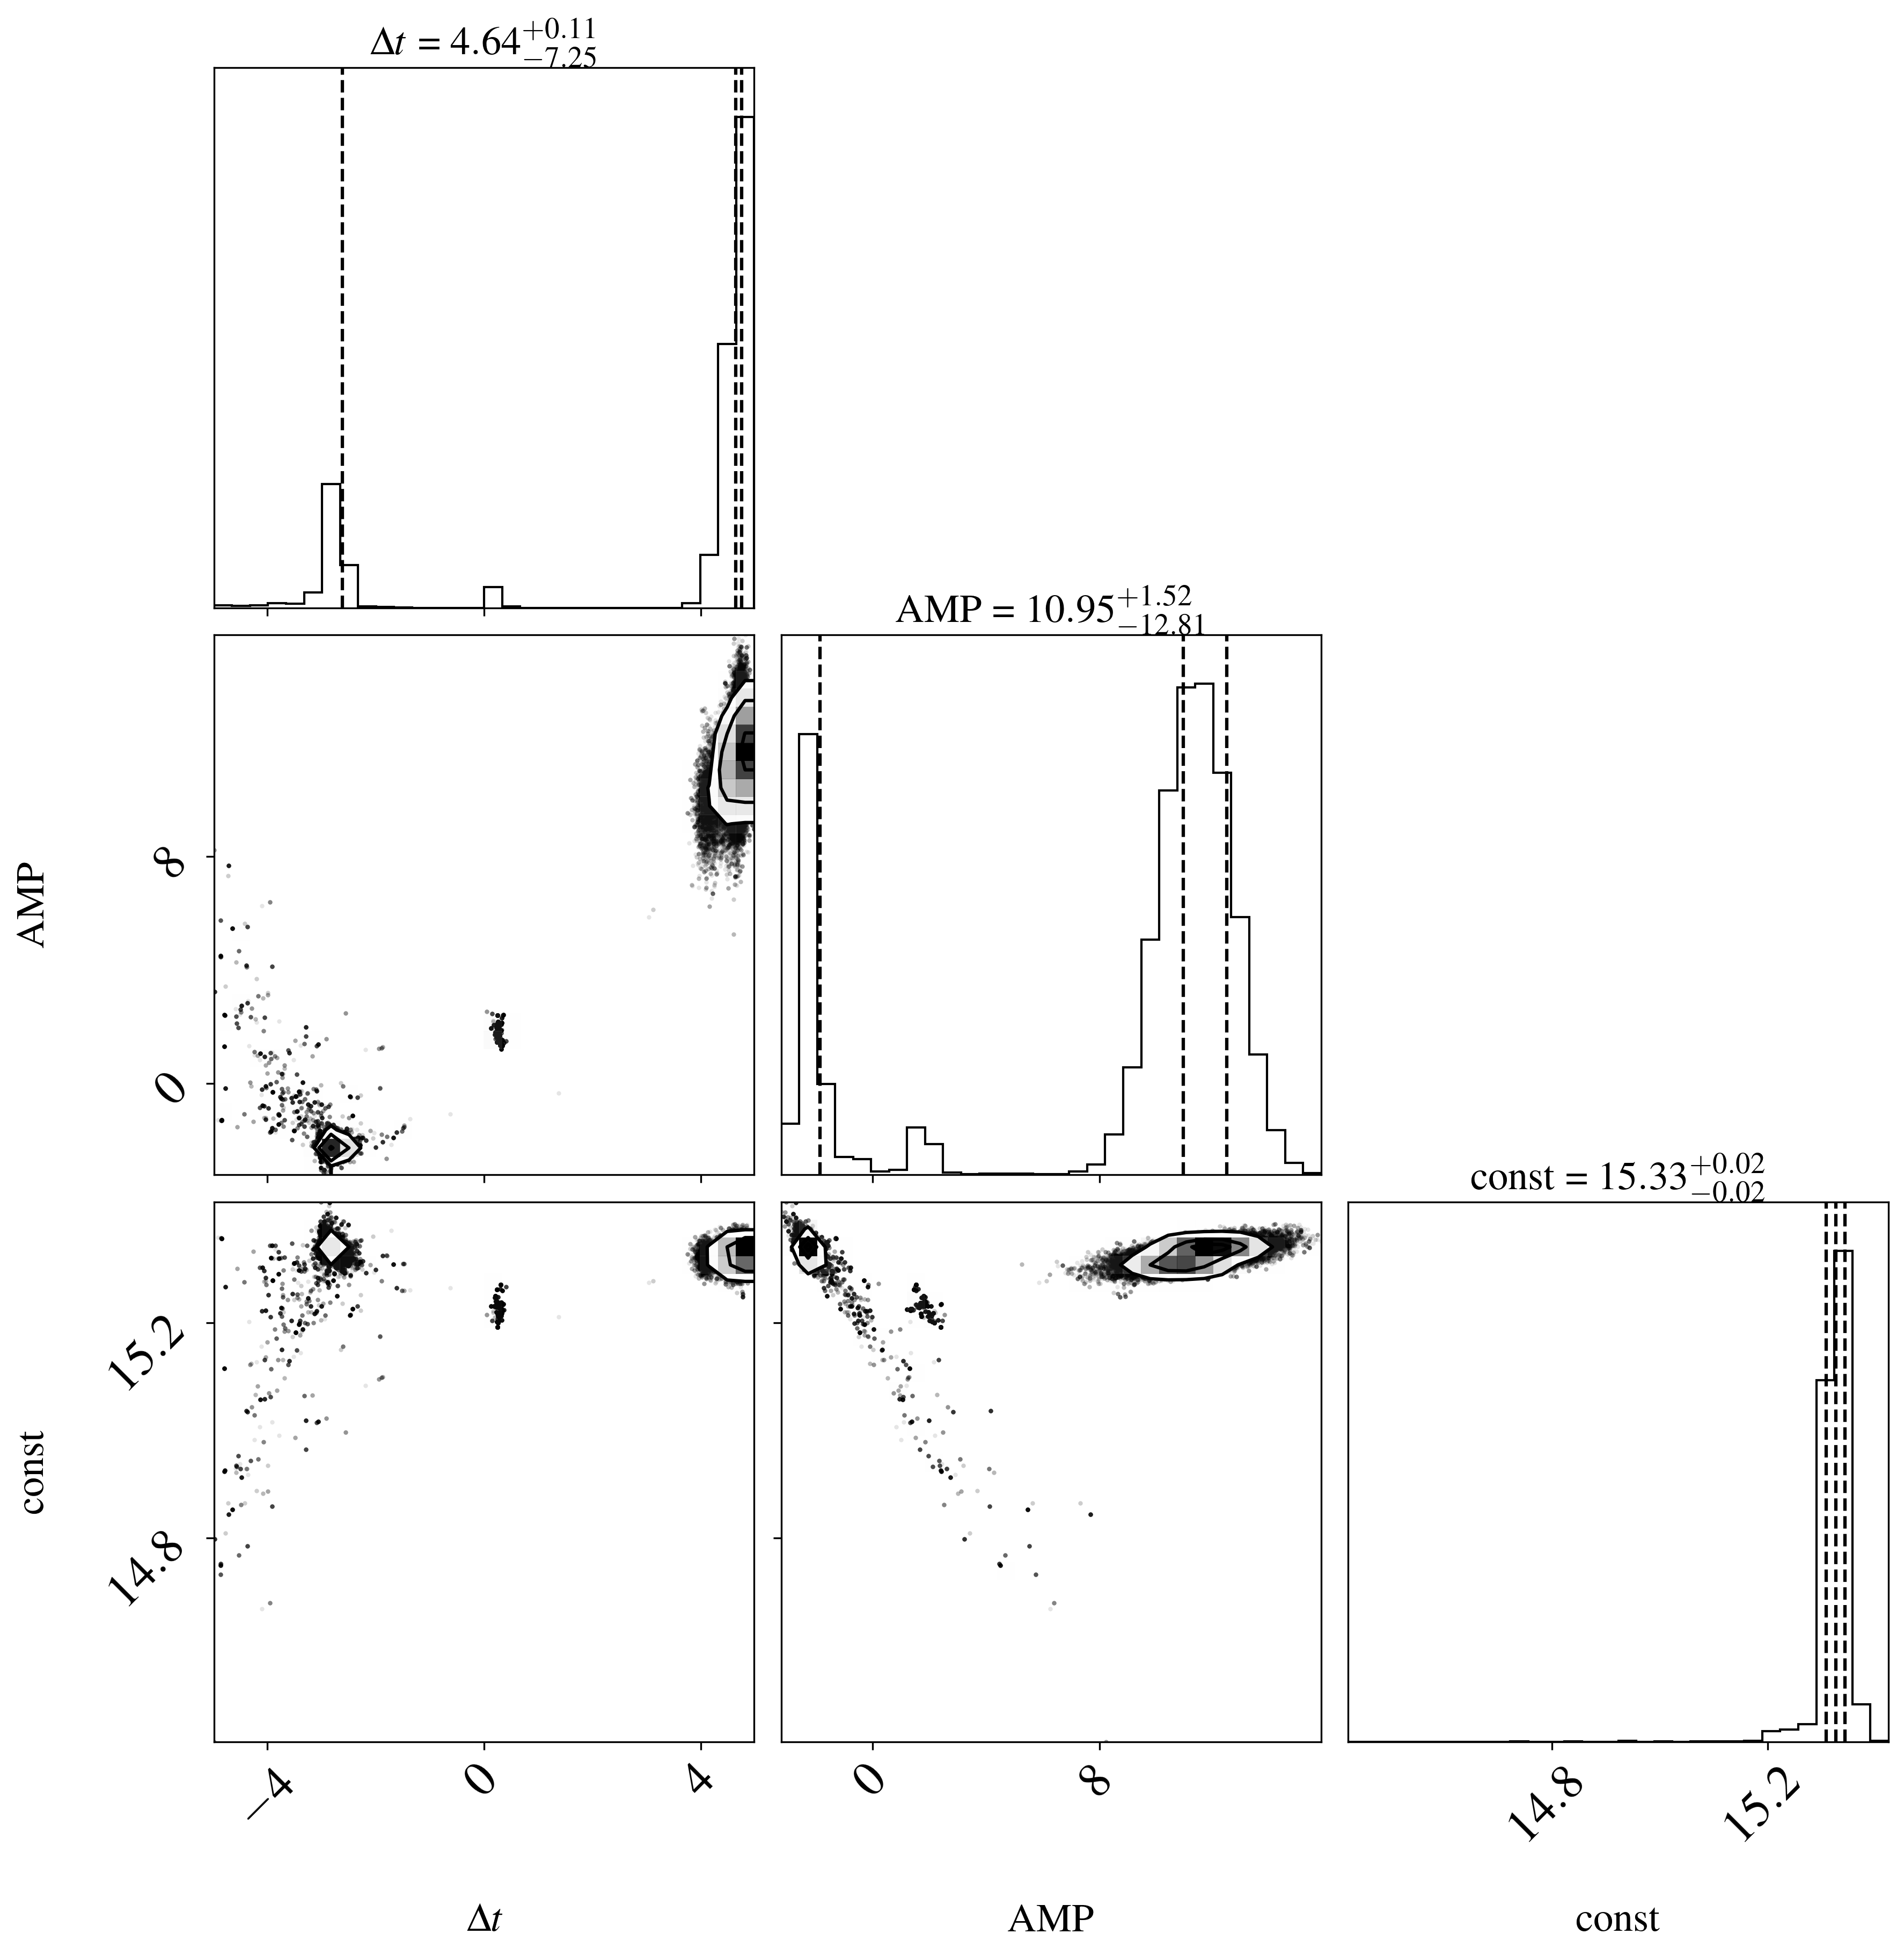 Δt = 4.64+0.11−7.25
AMP = 10.95+1.52−12.81
AMP
8
0
const = 15.33+0.02−0.02
const
15.2
14.8
−4 0 4 0 8 14.8 15.2
Δt AMP const